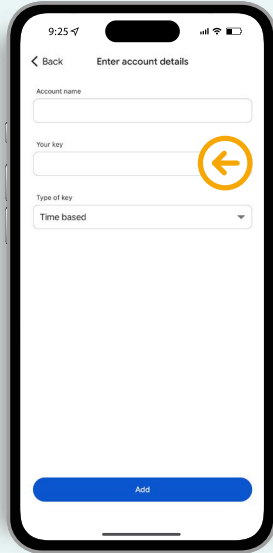 9:25
Back
Enter account details
Account name
Your key
Type of key
Time based
Add